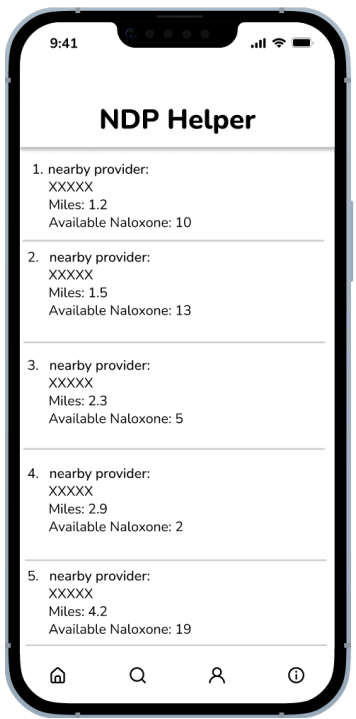 9:41
NDP Helper
1. nearby provider:
XXXXX
Miles: 1.2
Available Naloxone: 10
2. nearby provider:
XXXXX
Miles: 1.5
Available Naloxone: 13
3. nearby provider:
XXXXX
Miles: 2.3
Available Naloxone: 5
4. nearby provider:
XXXXX
Miles: 2.9
Available Naloxone: 2
5. nearby provider:
XXXXX
Miles: 4.2
Available Naloxone: 19